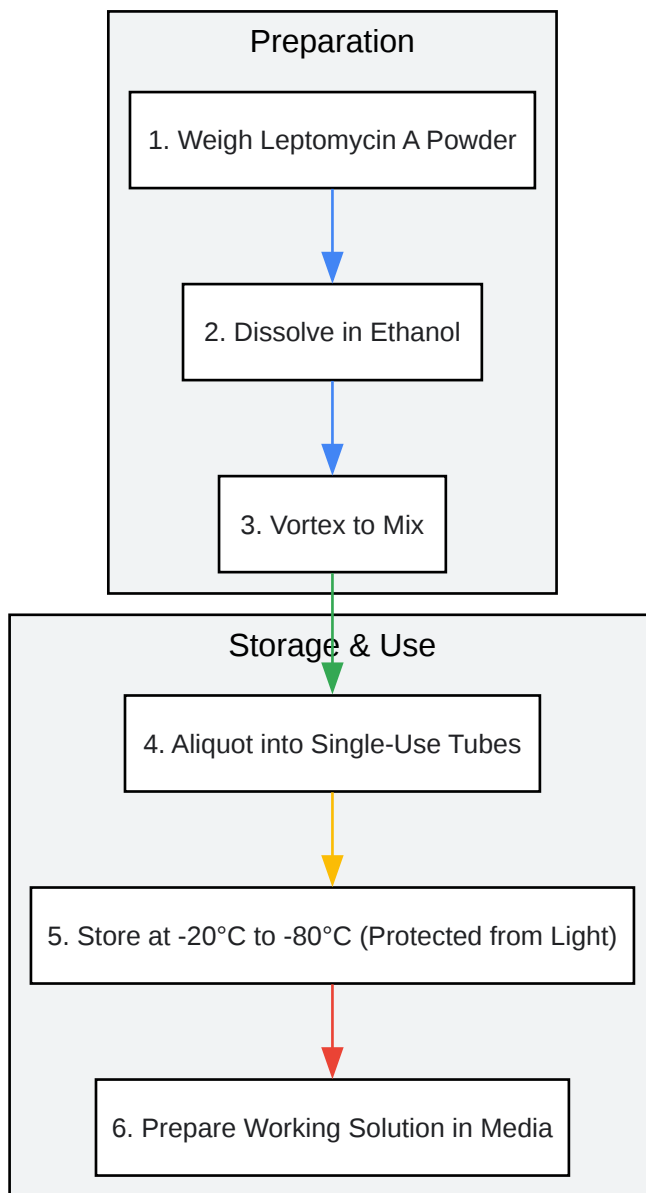 Preparation
1. Weigh Leptomycin A Powder
2. Dissolve in Ethanol
3. Vortex to Mix
Storage & Use
4. Aliquot into Single-Use Tubes
5. Store at -20°C to -80°C (Protected from Light)
6. Prepare Working Solution in Media